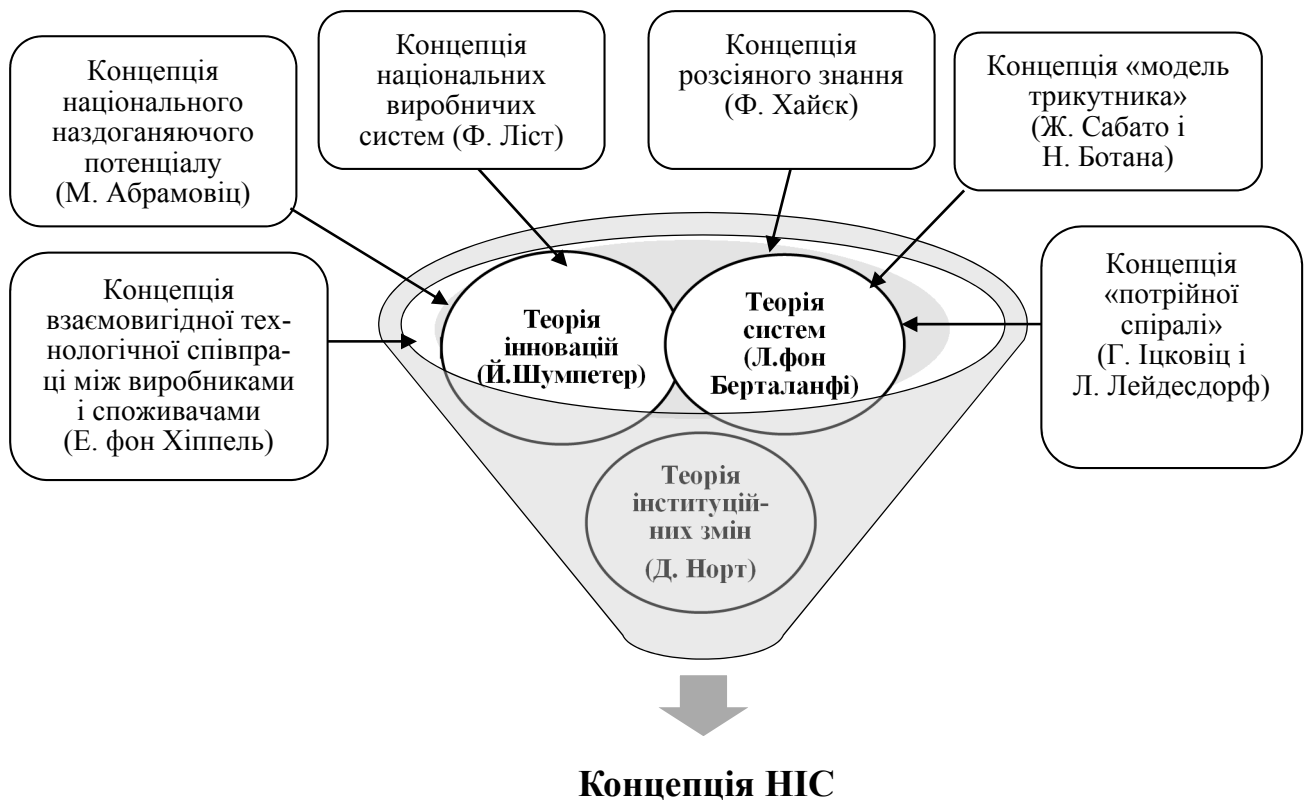 Концепція
національного
наздоганяючого
потенціалу
(М. Абрамовіц)
Концепція
національних
виробничих
систем (Ф. Ліст)
Концепція
розсіяного знання
(Ф. Хайєк)
Концепція «модель
трикутника»
(Ж. Сабато і
Н. Ботана)
Концепція
взаємовигідної тех-
нологічної співпра-
ці між виробниками
і споживачами
(Е. фон Хіппель)
Теорія
інновацій
(Й.Шумпетер)
Теорія
систем
(Л.фон
Берталанфі)
Концепція
«потрійної
спіралі»
(Г. Іцковіц і
Л. Лейдесдорф)
Теорія
інституцій-
них змін
(Д. Норт)
Концепція НІС